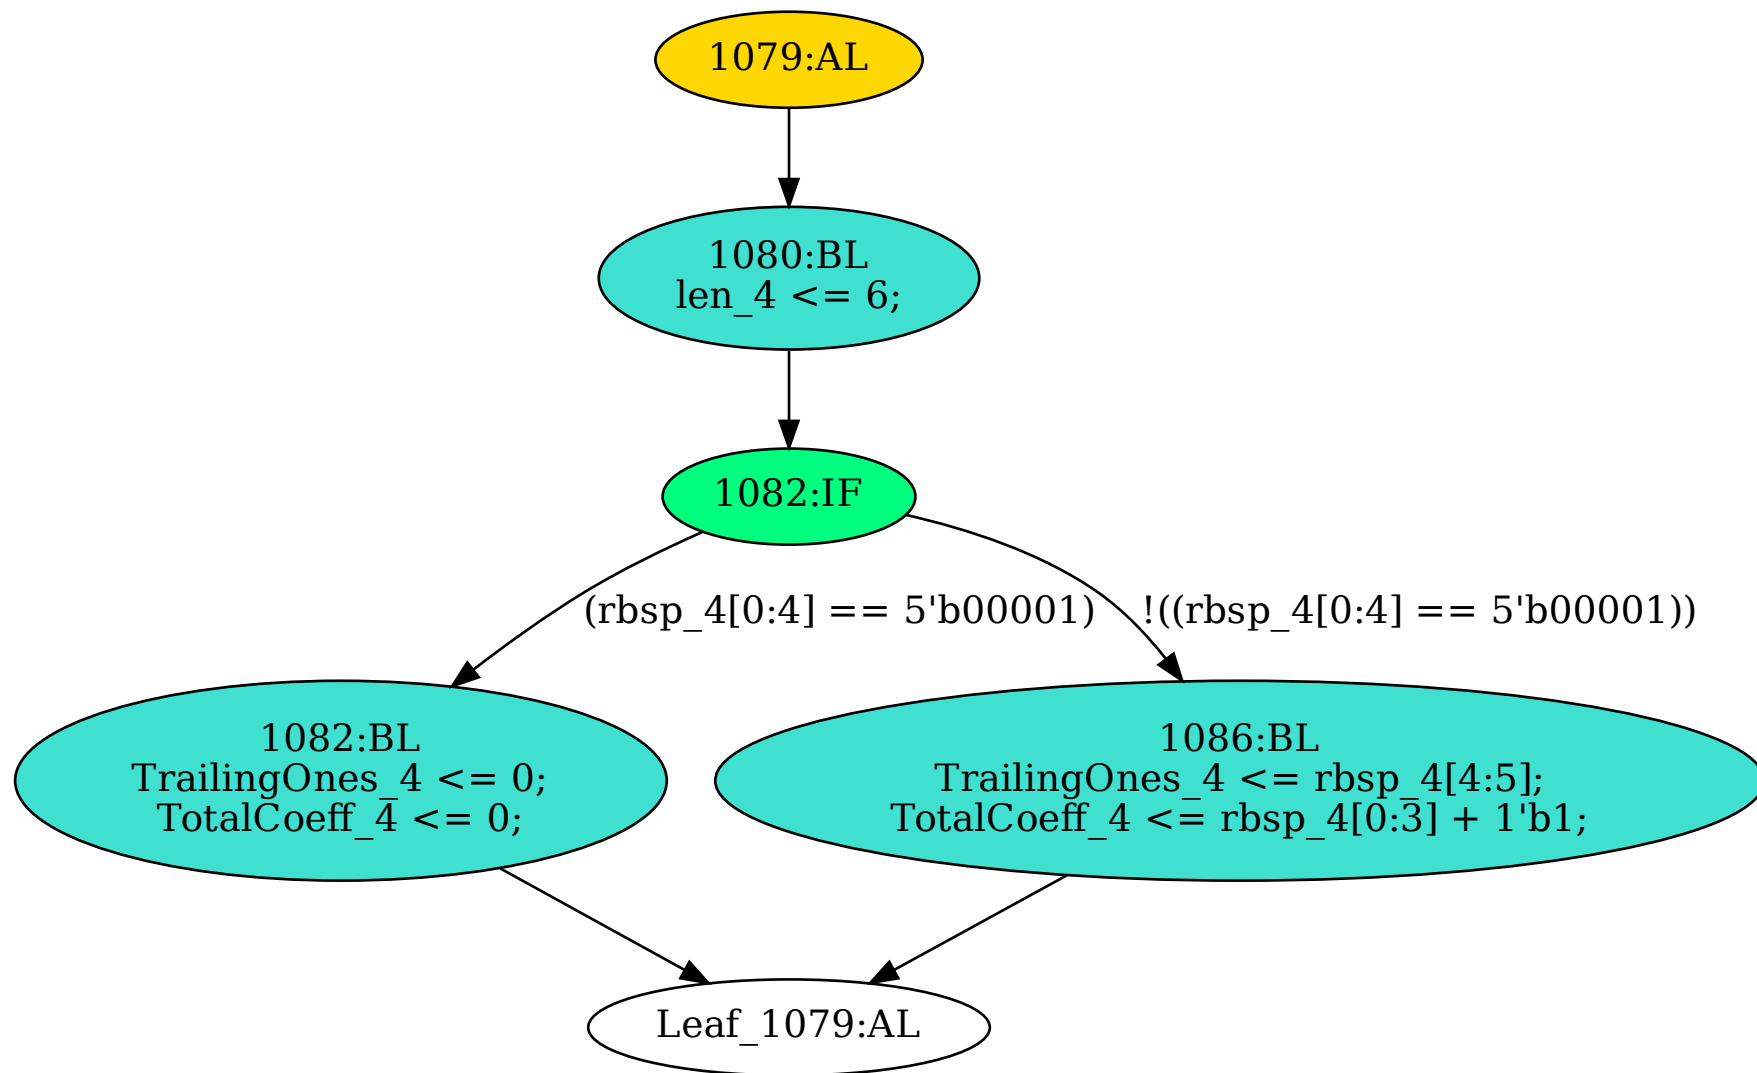 1079:AL
1080:BL
len_4 <= 6;
1082:IF
(rbsp_4[0:4] == 5'b00001)
!((rbsp_4[0:4] == 5'b00001))
1082:BL
TrailingOnes_4 <= 0;
TotalCoeff_4 <= 0;
1086:BL
TrailingOnes_4 <= rbsp_4[4:5];
TotalCoeff_4 <= rbsp_4[0:3] + 1'b1;
Leaf_1079:AL